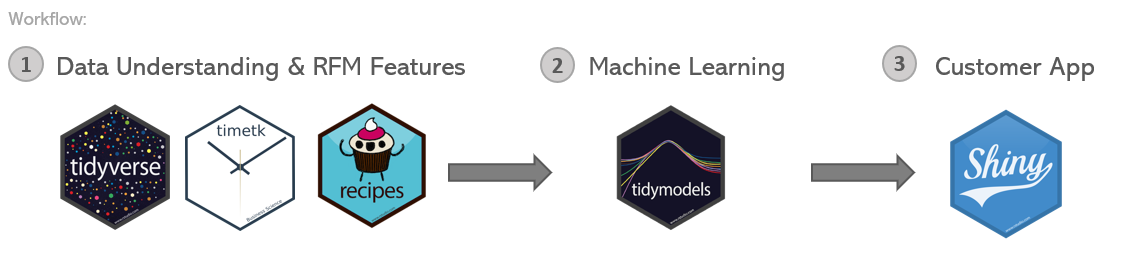 Workflow:
1 Data Understanding & RFM Features
2 Machine Learning
3 Customer App
tidyverse
timetk
Business Science
recipes
tidymodels
Shiny